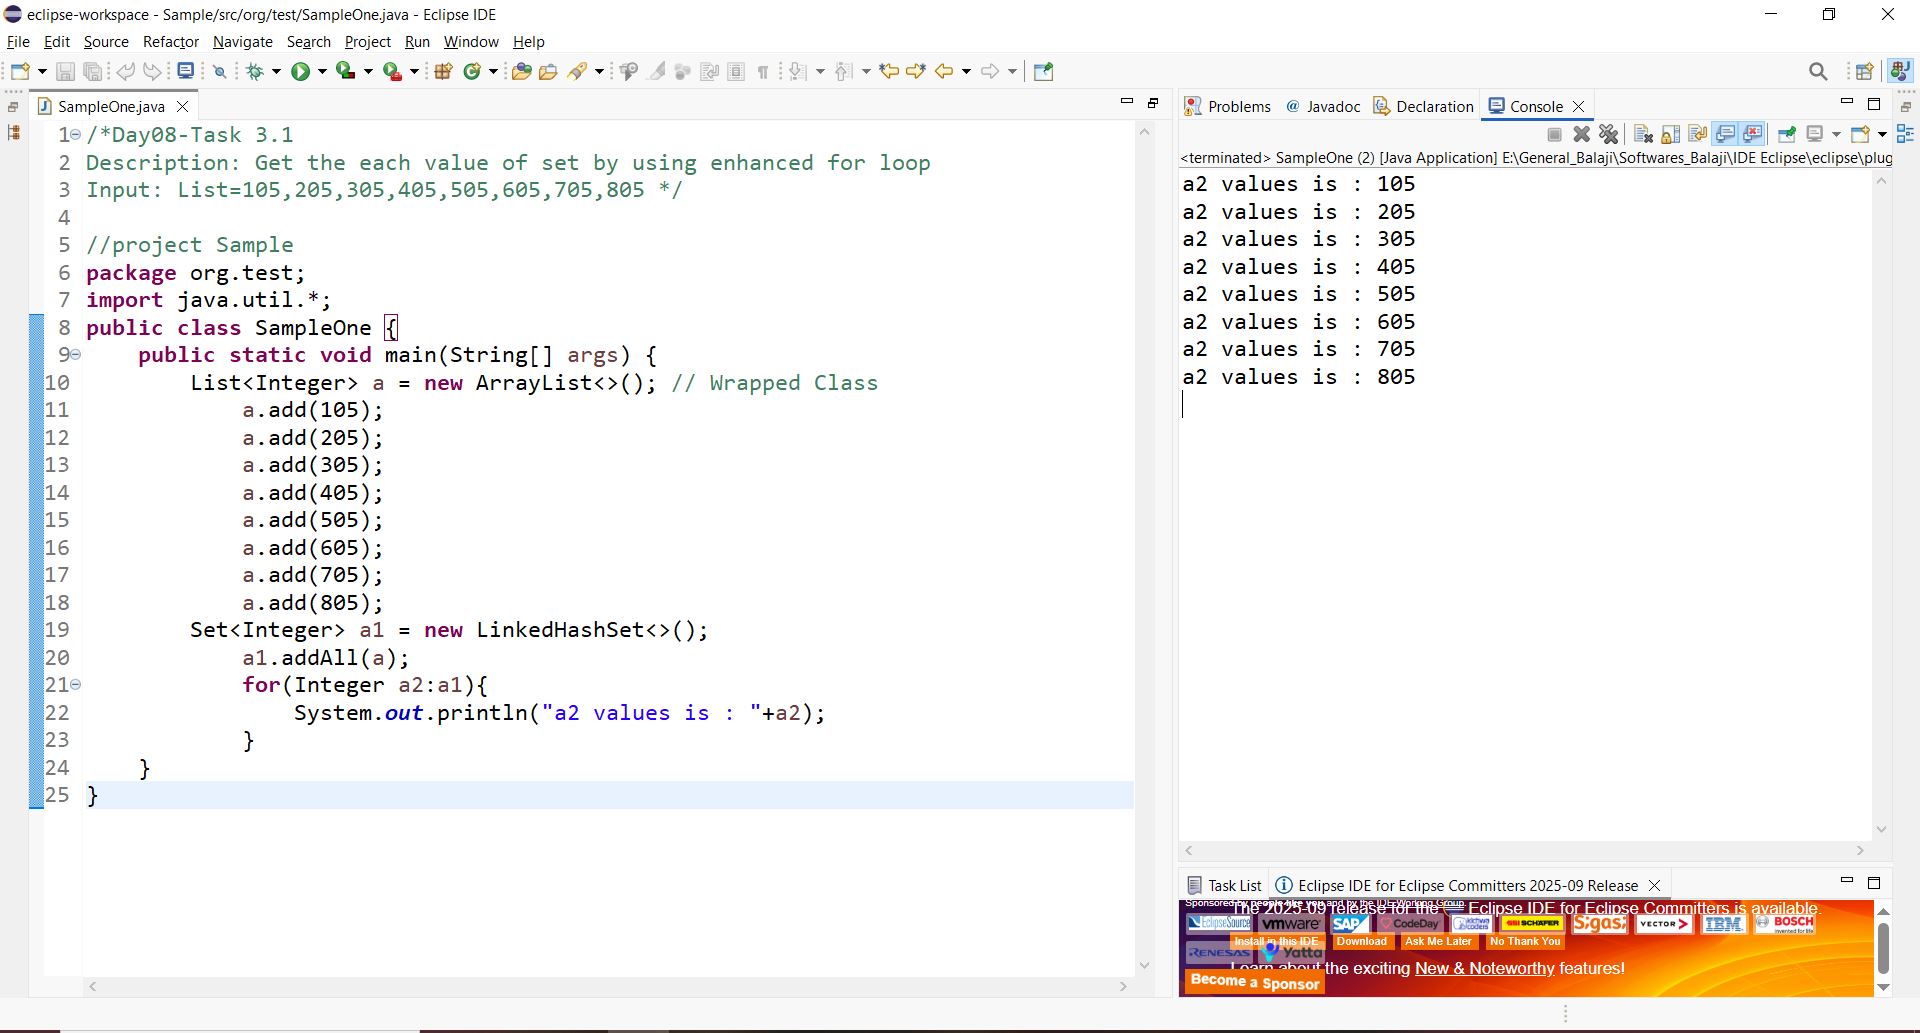 eclipse-workspace - Sample/src/org/test/SampleOne.java - Eclipse IDE
File Edit Source Refactor Navigate Search Project Run Window Help
SampleOne.java
1 /*Day08-Task 3.1
2 Description: Get the each value of set by using enhanced for loop
3 Input: List=105,205,305,405,505,605,705,805 */
4
5 //project Sample
6 package org.test;
7 import java.util.*;
8 public class SampleOne {
9 public static void main(String[] args) {
10 List<Integer> a = new ArrayList<>(); // Wrapped Class
11 a.add(105);
12 a.add(205);
13 a.add(305);
14 a.add(405);
15 a.add(505);
16 a.add(605);
17 a.add(705);
18 a.add(805);
19 Set<Integer> a1 = new LinkedHashSet<>();
20 a1.addAll(a);
21 for(Integer a2:a1){
22 System.out.println("a2 values is : "+a2);
23 }
24 }
25 }
Problems @ Javadoc Declaration Console
<terminated> SampleOne (2) [Java Application] E:\General_Balaji\Softwares_Balaji\IDE Eclipse\eclipse\plug
a2 values is : 105
a2 values is : 205
a2 values is : 305
a2 values is : 405
a2 values is : 505
a2 values is : 605
a2 values is : 705
a2 values is : 805
Task List Eclipse IDE for Eclipse Committers 2025-09 Release
Sponsored by people like you and by the IDE Working Group.
The 2025-09 release for the Eclipse IDE for Eclipse Committers is available.
EclipseSource vmware SAP CodeDay SCHAEFER Sigasi VECTOR IBM BOSCH
Install in this IDE Download Ask Me Later No Thank You
RENESAS Yatta
Learn about the exciting New & Noteworthy features!
Become a Sponsor